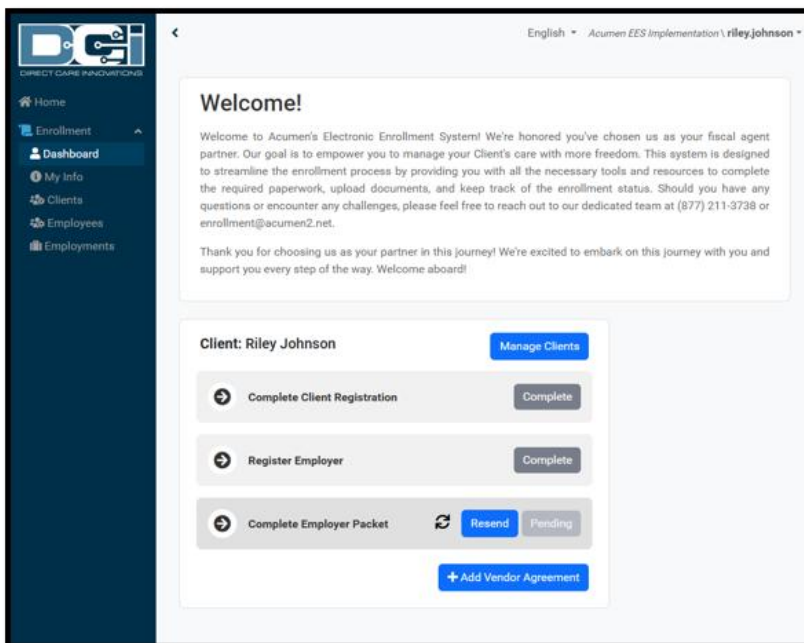 DCI
DIRECT CARE INNOVATIONS
English
Acumen EES Implementation \ riley.johnson
Home
Enrollment
Dashboard
My Info
Clients
Employees
Employments
Welcome!
Welcome to Acumen's Electronic Enrollment System! We're honored you've chosen us as your fiscal agent
partner. Our goal is to empower you to manage your Client's care with more freedom. This system is designed
to streamline the enrollment process by providing you with all the necessary tools and resources to complete
the required paperwork, upload documents, and keep track of the enrollment status. Should you have any
questions or encounter any challenges, please feel free to reach out to our dedicated team at (877) 211-3738 or
enrollment@acumen2.net.
Thank you for choosing us as your partner in this journey! We're excited to embark on this journey with you and
support you every step of the way. Welcome aboard!
Client: Riley Johnson
Manage Clients
Complete Client Registration
Complete
Register Employer
Complete
Complete Employer Packet
Resend
Pending
+ Add Vendor Agreement